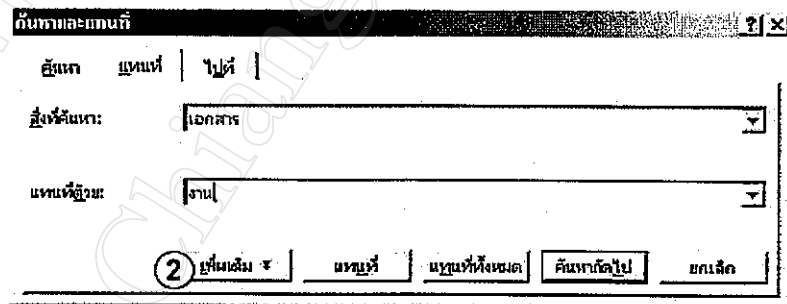 ค้นหาและแทนที่
ค้นหา แทนที่ ไปที่
สิ่งที่ค้นหา: เอกสาร
แทนที่ด้วย: งาน
2 เพิ่มเติม แทนที่ แทนที่ทั้งหมด ค้นหาถัดไป ยกเลิก
Chiang